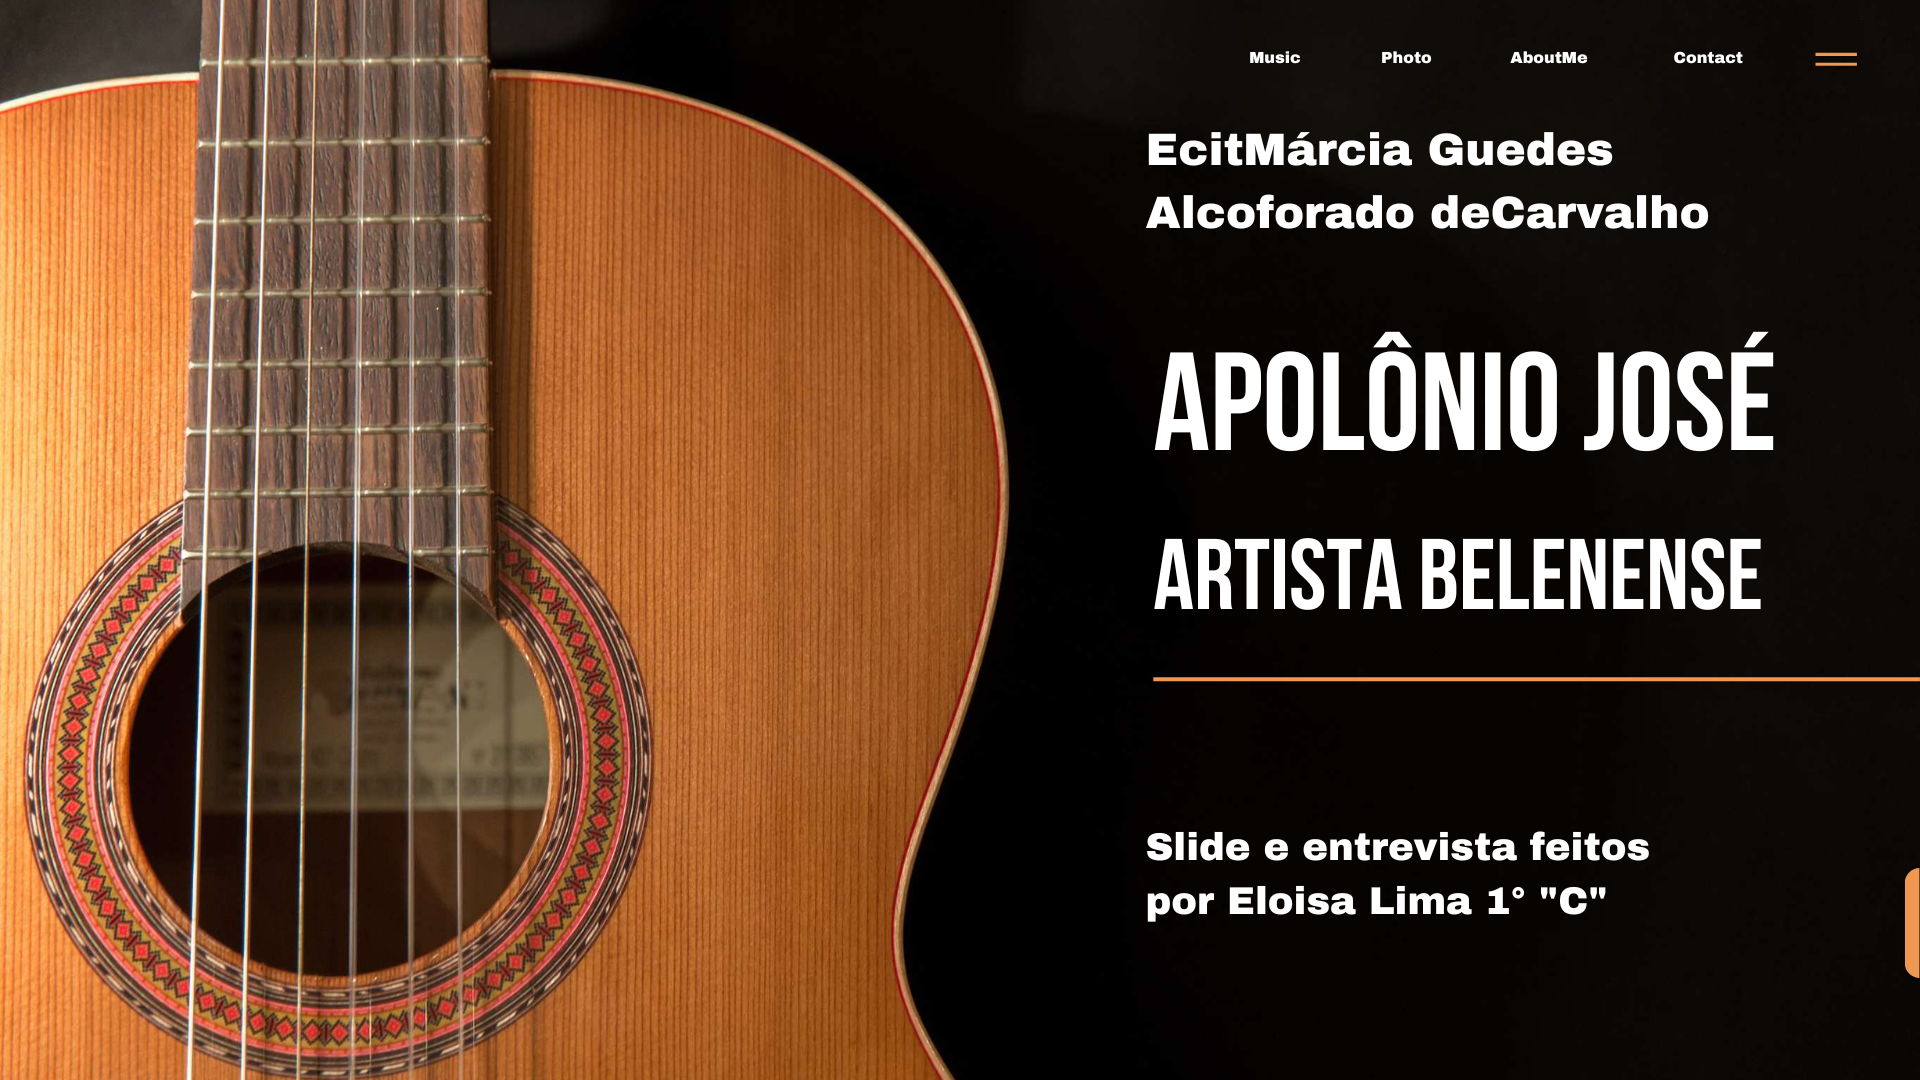 Music Photo AboutMe Contact
EcitMárcia Guedes
Alcoforado deCarvalho
APOLÔNIO JOSÉ
ARTISTA BELENENSE
Slide e entrevista feitos
por Eloisa Lima 1° "C"